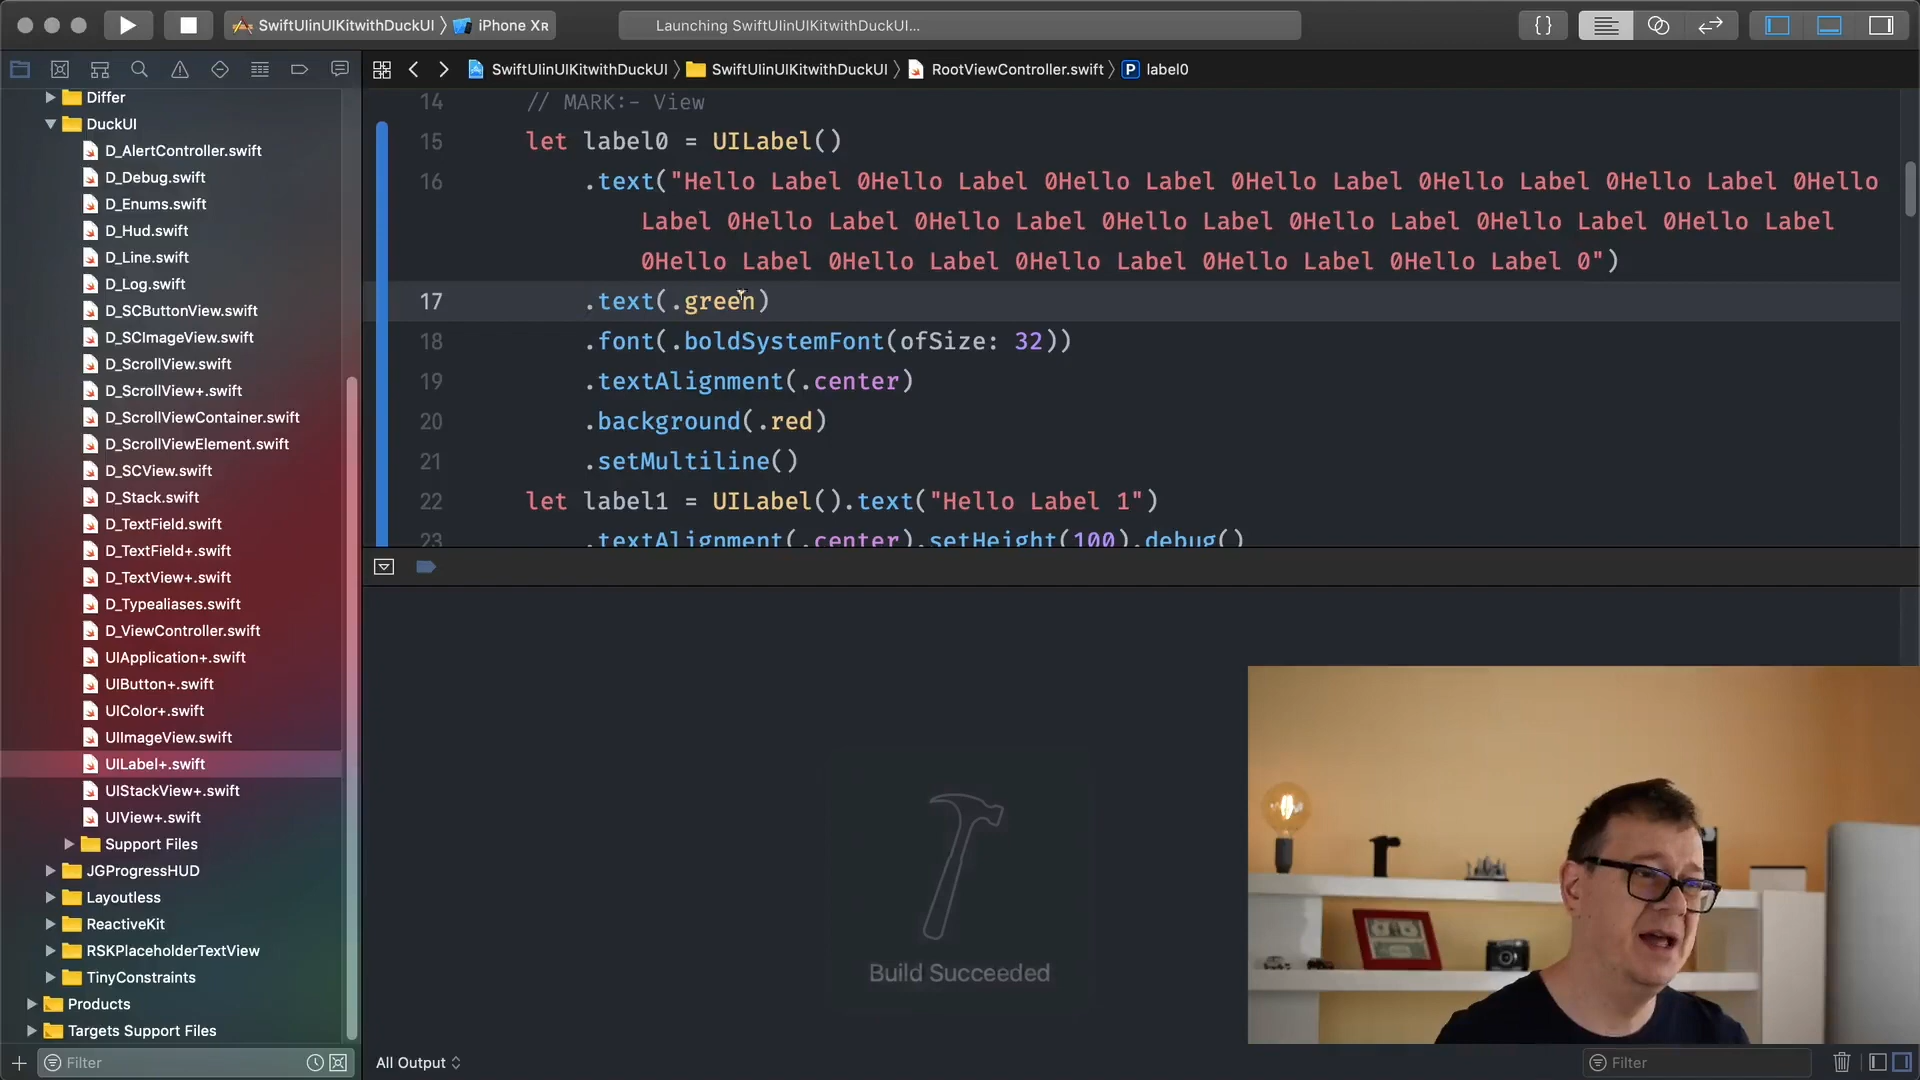 SwiftUIinUIKitwithDuckUI
iPhone XR
Launching SwiftUIinUIKitwithDuckUI...
{}
SwiftUIinUIKitwithDuckUI
SwiftUIinUIKitwithDuckUI
RootViewController.swift
P
label0
Differ
DuckUI
D_AlertController.swift
D_Debug.swift
D_Enums.swift
D_Hud.swift
D_Line.swift
D_Log.swift
D_SCButtonView.swift
D_SCImageView.swift
D_ScrollView.swift
D_ScrollView+.swift
D_ScrollViewContainer.swift
D_ScrollViewElement.swift
D_SCView.swift
D_Stack.swift
D_TextField.swift
D_TextField+.swift
D_TextView+.swift
D_Typealiases.swift
D_ViewController.swift
UIApplication+.swift
UIButton+.swift
UIColor+.swift
UIImageView.swift
UILabel+.swift
UIStackView+.swift
UIView+.swift
Support Files
JGProgressHUD
Layoutless
ReactiveKit
RSKPlaceholderTextView
TinyConstraints
Products
Targets Support Files
Filter
14 // MARK:- View
15 let label0 = UILabel()
16 .text("Hello Label 0Hello Label 0Hello Label 0Hello Label 0Hello Label 0Hello Label 0Hello
Label 0Hello Label 0Hello Label 0Hello Label 0Hello Label 0Hello Label 0Hello Label
0Hello Label 0Hello Label 0Hello Label 0Hello Label 0Hello Label 0")
17 .text(.green)
18 .font(.boldSystemFont(ofSize: 32))
19 .textAlignment(.center)
20 .background(.red)
21 .setMultiline()
22 let label1 = UILabel().text("Hello Label 1")
23 .textAlignment(.center).setHeight(100).debug()
Build Succeeded
All Output
Filter